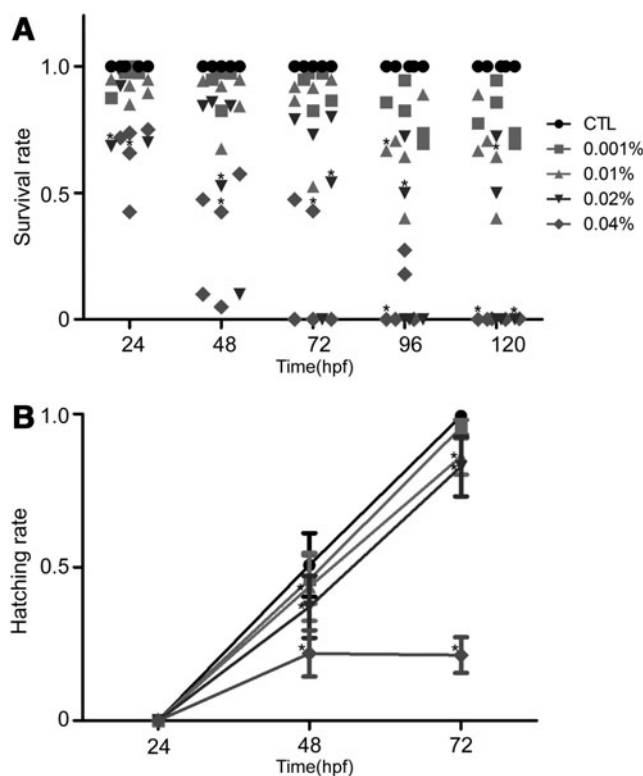 A
Survival rate
1.0
0.5
0
24 48 72 96 120
Time(hpf)
CTL
0.001%
0.01%
0.02%
0.04%
B
Hatching rate
1.0
0.5
0
24 48 72
Time(hpf)